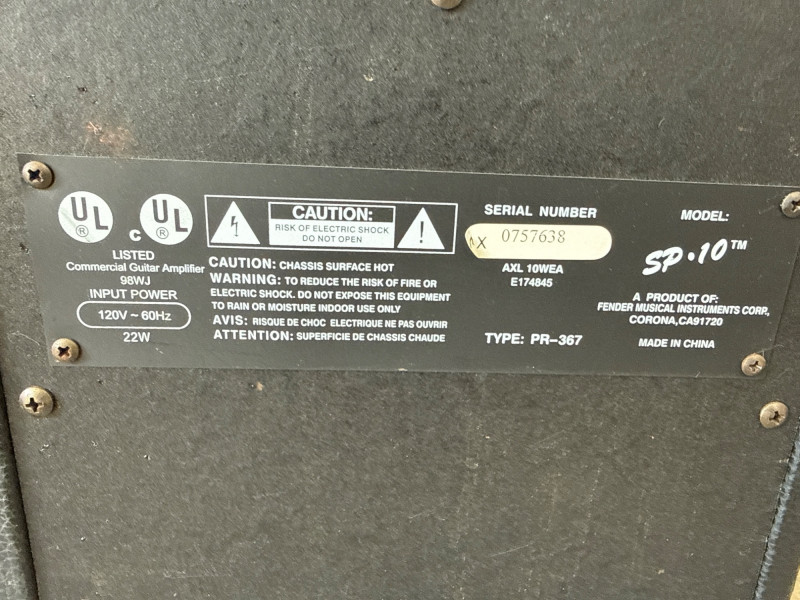 UL
®
C
UL
®
LISTED
Commercial Guitar Amplifier
98WJ
INPUT POWER
120V ~ 60Hz
22W
CAUTION:
RISK OF ELECTRIC SHOCK
DO NOT OPEN
!
CAUTION: CHASSIS SURFACE HOT
WARNING: TO REDUCE THE RISK OF FIRE OR
ELECTRIC SHOCK. DO NOT EXPOSE THIS EQUIPMENT
TO RAIN OR MOISTURE INDOOR USE ONLY
AVIS: RISQUE DE CHOC ELECTRIQUE NE PAS OUVRIR
ATTENTION: SUPERFICIE DE CHASSIS CHAUDE
SERIAL NUMBER
X 0757638
AXL 10WEA
E174845
TYPE: PR-367
MODEL:
SP•10™
A PRODUCT OF:
FENDER MUSICAL INSTRUMENTS CORP,
CORONA,CA91720
MADE IN CHINA